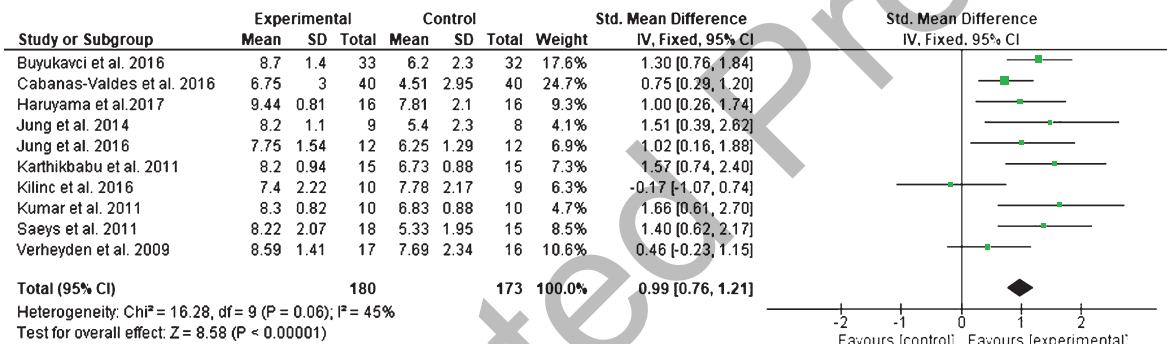 Experimental Control Std. Mean Difference Std. Mean Difference
Study or Subgroup Mean SD Total Mean SD Total Weight IV, Fixed, 95% CI IV, Fixed, 95% CI
Buyukavci et al. 2016 8.7 1.4 33 6.2 2.3 32 17.6% 1.30 [0.76, 1.84]
Cabanas-Valdes et al. 2016 6.75 3 40 4.51 2.95 40 24.7% 0.75 [0.29, 1.20]
Haruyama et al.2017 9.44 0.81 16 7.81 2.1 16 9.3% 1.00 [0.26, 1.74]
Jung et al. 2014 8.2 1.1 9 5.4 2.3 8 4.1% 1.51 [0.39, 2.62]
Jung et al. 2016 7.75 1.54 12 6.25 1.29 12 6.9% 1.02 [0.16, 1.88]
Karthikbabu et al. 2011 8.2 0.94 15 6.73 0.88 15 7.3% 1.57 [0.74, 2.40]
Kilinc et al. 2016 7.4 2.22 10 7.78 2.17 9 6.3% -0.17 [-1.07, 0.74]
Kumar et al. 2011 8.3 0.82 10 6.83 0.88 10 4.7% 1.66 [0.61, 2.70]
Saeys et al. 2011 8.22 2.07 18 5.33 1.95 15 8.5% 1.40 [0.62, 2.17]
Verheyden et al. 2009 8.59 1.41 17 7.69 2.34 16 10.6% 0.46 [-0.23, 1.15]
Total (95% CI) 180 173 100.0% 0.99 [0.76, 1.21]
Heterogeneity: Chi² = 16.28, df = 9 (P = 0.06); I² = 45%
Test for overall effect: Z = 8.58 (P < 0.00001)
-2 -1 0 1 2
Favours [control] Favours [experimental]